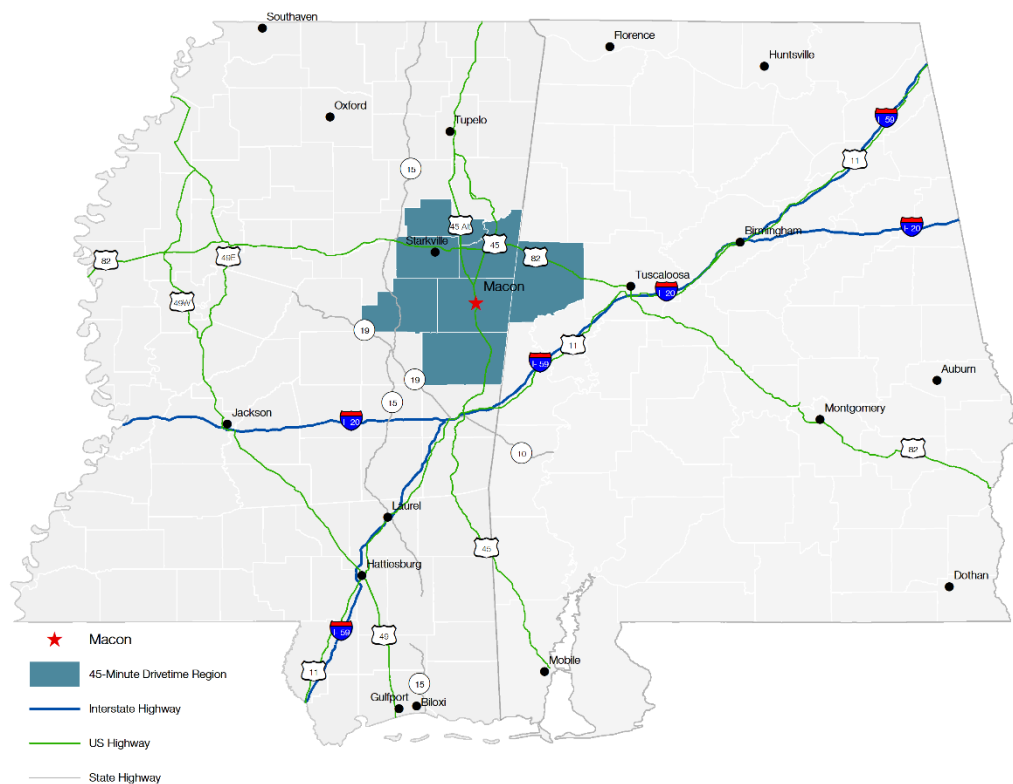 Southaven
Florence
Huntsville
Oxford
I- 59
Tupelo
11
15
45 Alt
I- 20
Starkville
45
Birmingham
82
49E
82
Tuscaloosa
Macon
I- 20
49W
19
11
I- 59
19
Auburn
15
Jackson
I- 20
Montgomery
82
10
Laurel
45
Hattiesburg
Dothan
I- 59
49
Macon
11
Mobile
45-Minute Drivetime Region
15
Gulfport
Biloxi
Interstate Highway
US Highway
State Highway